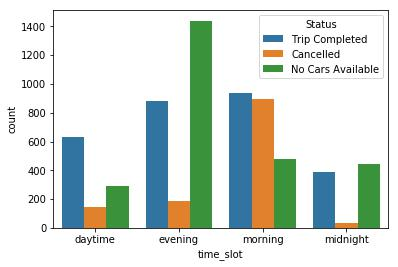 Status
Trip Completed
Cancelled
No Cars Available
count
1400
1200
1000
800
600
400
200
0
daytime evening morning midnight
time_slot